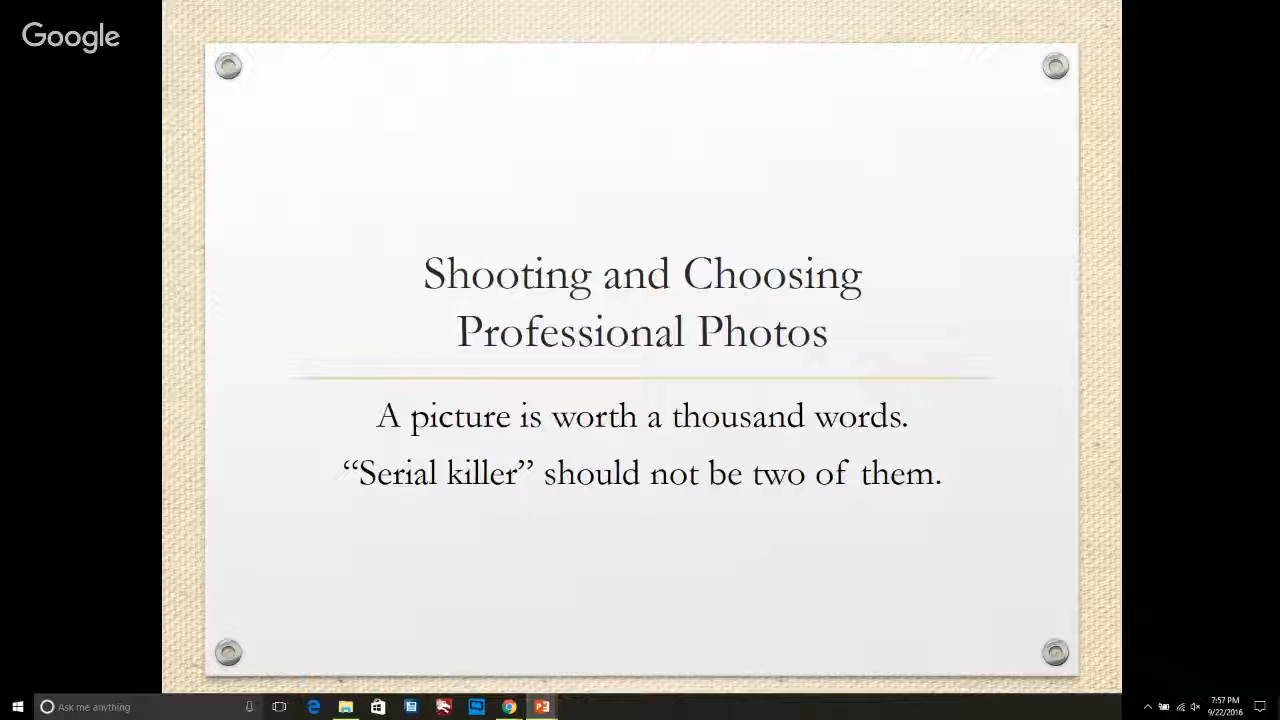 Google
Shooting and Choosing
Professional Photos
A picture is worth a thousand words.
“Serial killer” should not be two of them.
Ask me anything
7:57 PM
9/22/2016